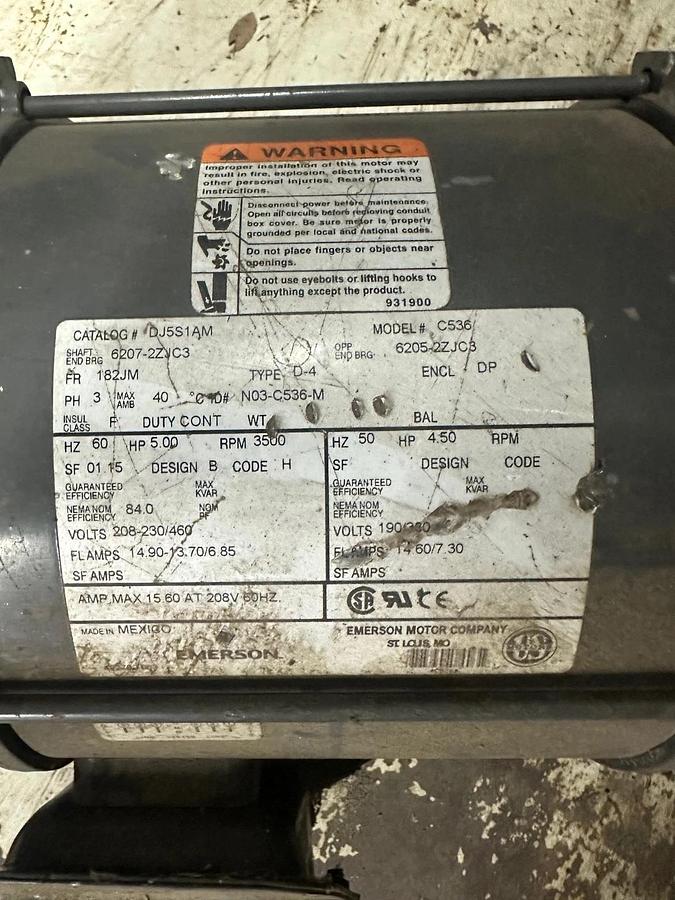 WARNING
Improper installation of this motor may
result in fire, explosion, electric shock or
other personal injuries. Read operating
instructions.
Disconnect power before maintenance.
Open all circuits before removing conduit
box cover. Be sure motor is properly
grounded per local and national codes.
Do not place fingers or objects near
openings.
Do not use eyebolts or lifting hooks to
lift anything except the product.
931900
CATALOG # DJ5S1AM MODEL # C536
SHAFT END BRG 6207-2ZJC3 OPP END BRG 6205-2ZJC3
FR 182JM TYPE D-4 ENCL DP
PH 3 MAX AMB 40 °C ID# N03-C536-M
INSUL CLASS F DUTY CONT WT BAL
HZ 60 HP 5.00 RPM 3500
SF 01.15 DESIGN B CODE H
GUARANTEED EFFICIENCY MAX KVAR
NEMA NOM EFFICIENCY 84.0 NOM PF
VOLTS 208-230/460
FL AMPS 14.90-13.70/6.85
SF AMPS
HZ 50 HP 4.50 RPM
SF DESIGN CODE
GUARANTEED EFFICIENCY MAX KVAR
NEMA NOM EFFICIENCY
VOLTS 190/380
FL AMPS 14.60/7.30
SF AMPS
AMP MAX 15.60 AT 208V 60HZ
SA RU CE
MADE IN MEXICO
EMERSON
EMERSON MOTOR COMPANY
ST. LOUIS, MO